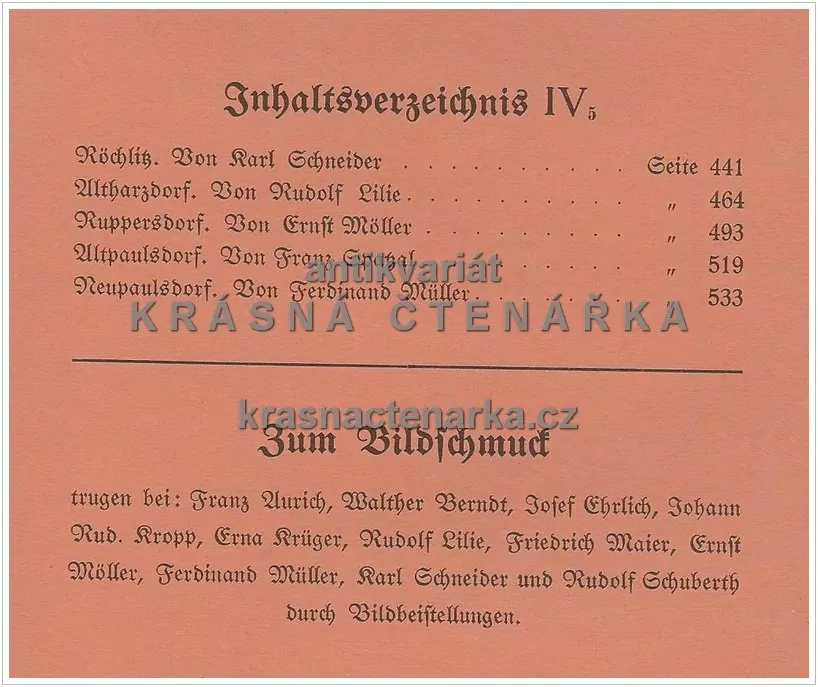 Inhaltsverzeichnis IV₅
Röchlitz. Von Karl Schneider . . . . . . . . . . . Seite 441
Altharzdorf. Von Rudolf Lilie . . . . . . . . . . . „ 464
Ruppersdorf. Von Ernst Möller . . . . . . . . . . „ 493
Altpaulsdorf. Von Franz . . . . . . . . . . „ 519
antikvariát
Neupaulsdorf. Von Ferdinand Müller . . . . . . . . „ 533
KRÁSNÁ ČTENÁŘKA
krasnactenarka.cz
Zum Bildschmuck
trugen bei: Franz Aurich, Walther Berndt, Josef Ehrlich, Johann
Rud. Kropp, Erna Krüger, Rudolf Lilie, Friedrich Maier, Ernst
Möller, Ferdinand Müller, Karl Schneider und Rudolf Schuberth
durch Bildbeistellungen.